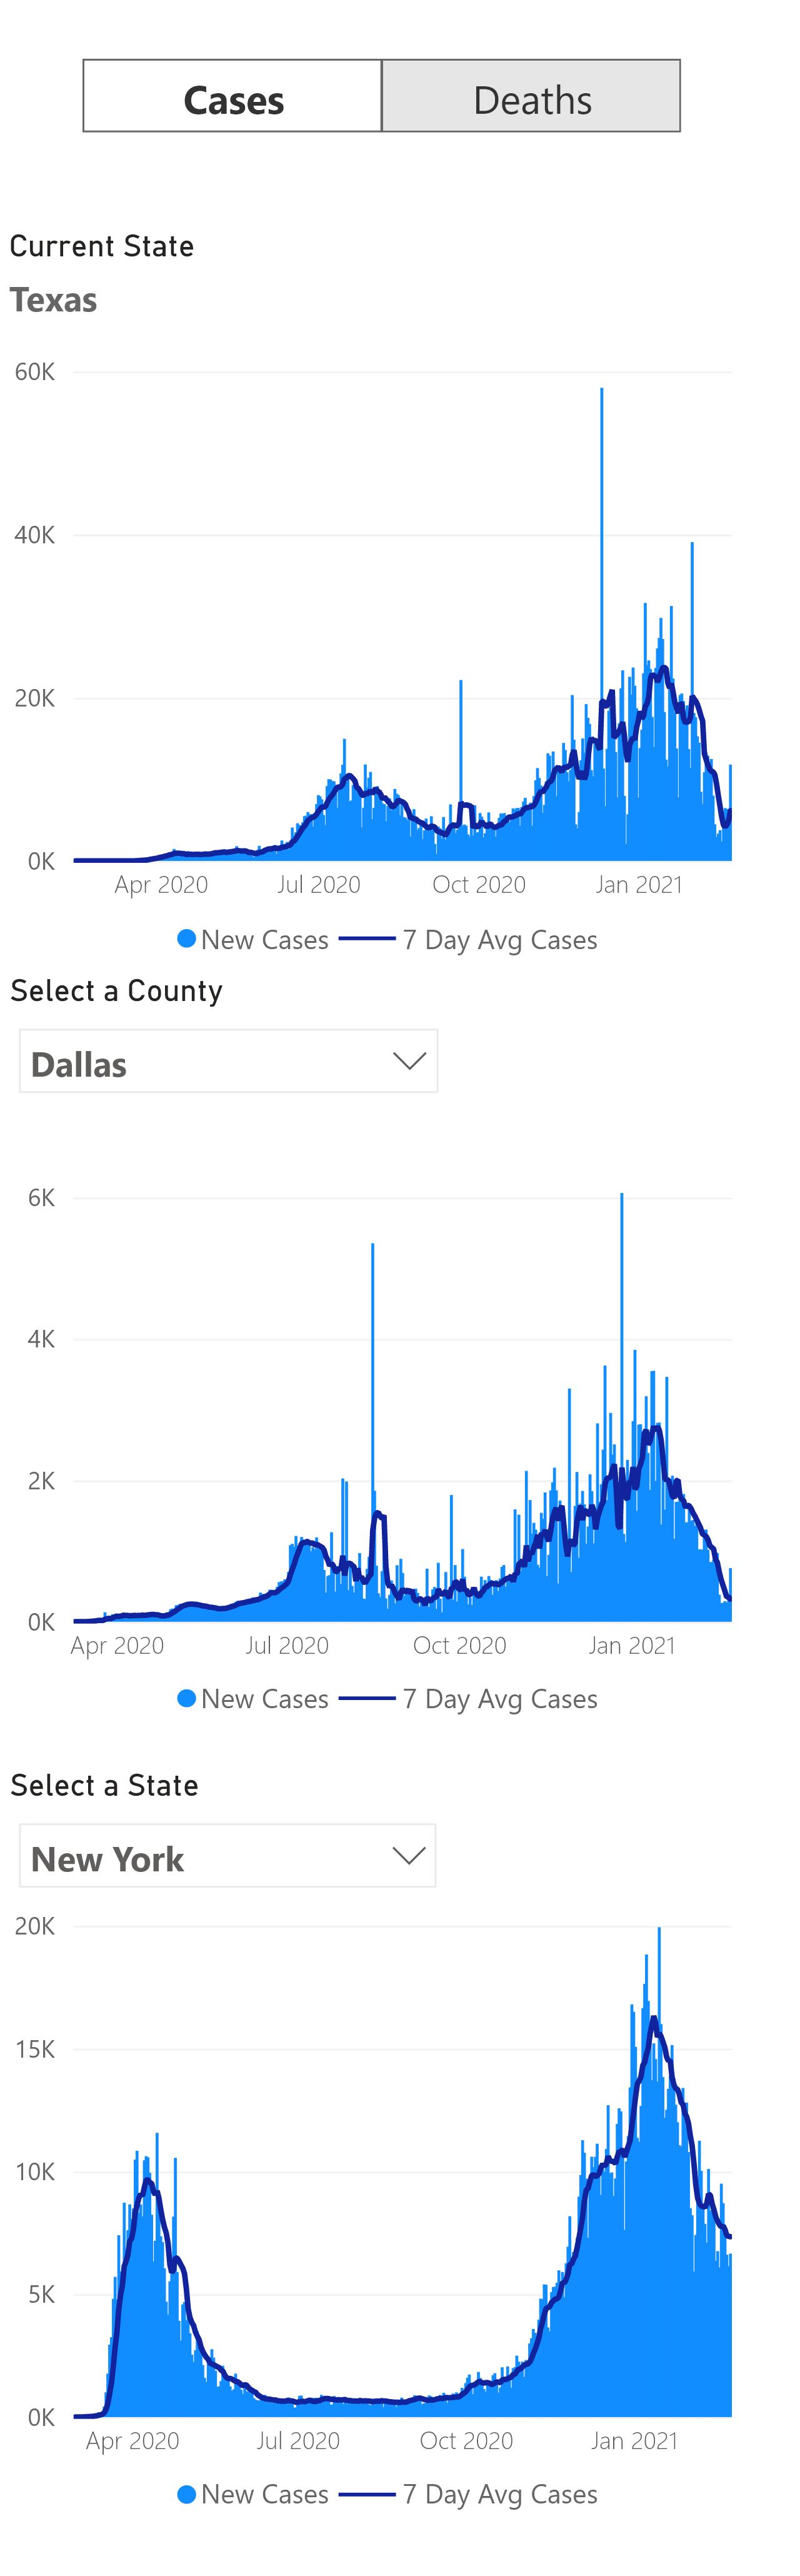 Cases Deaths
Current State
Texas
60K
40K
20K
0K
Apr 2020 Jul 2020 Oct 2020 Jan 2021
New Cases 7 Day Avg Cases
Select a County
Dallas
6K
4K
2K
0K
Apr 2020 Jul 2020 Oct 2020 Jan 2021
New Cases 7 Day Avg Cases
Select a State
New York
20K
15K
10K
5K
0K
Apr 2020 Jul 2020 Oct 2020 Jan 2021
New Cases 7 Day Avg Cases